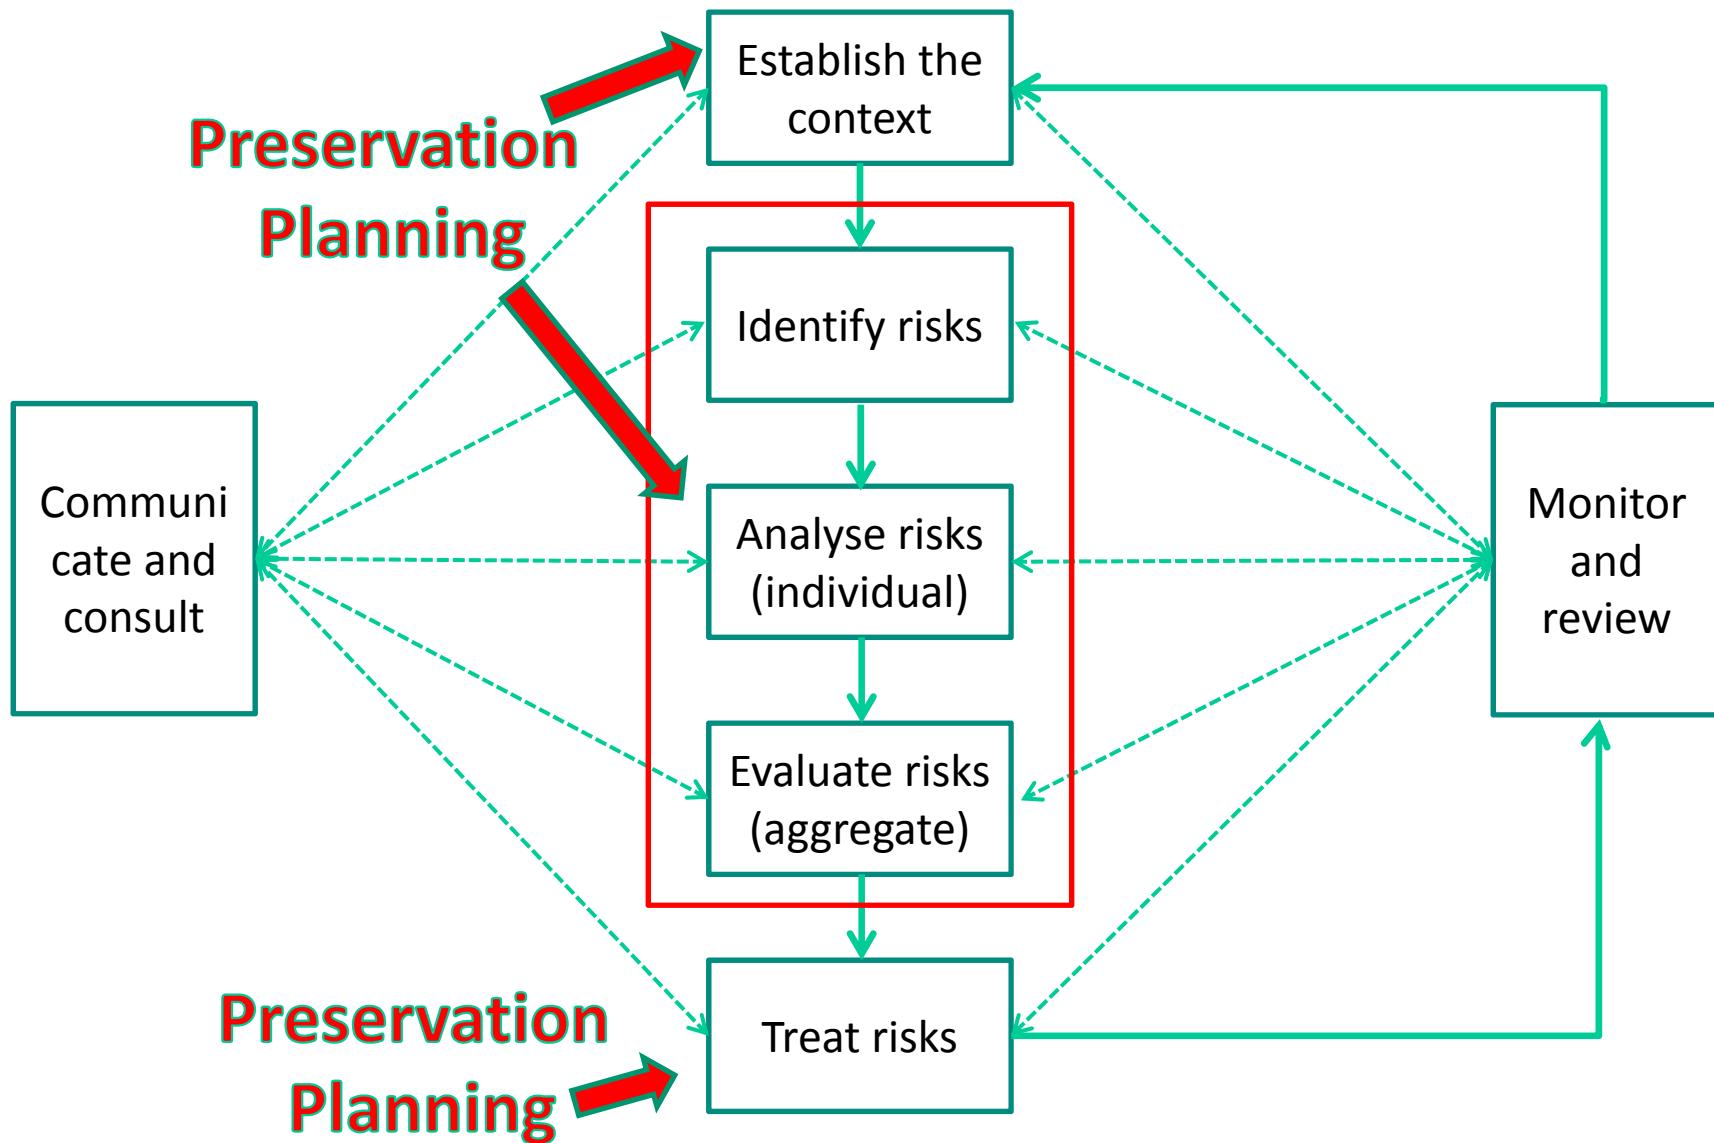 Establish the
context
Preservation
Planning
Identify risks
Communi
cate and
consult
Analyse risks
(individual)
Monitor
and
review
Evaluate risks
(aggregate)
Preservation
Planning
Treat risks